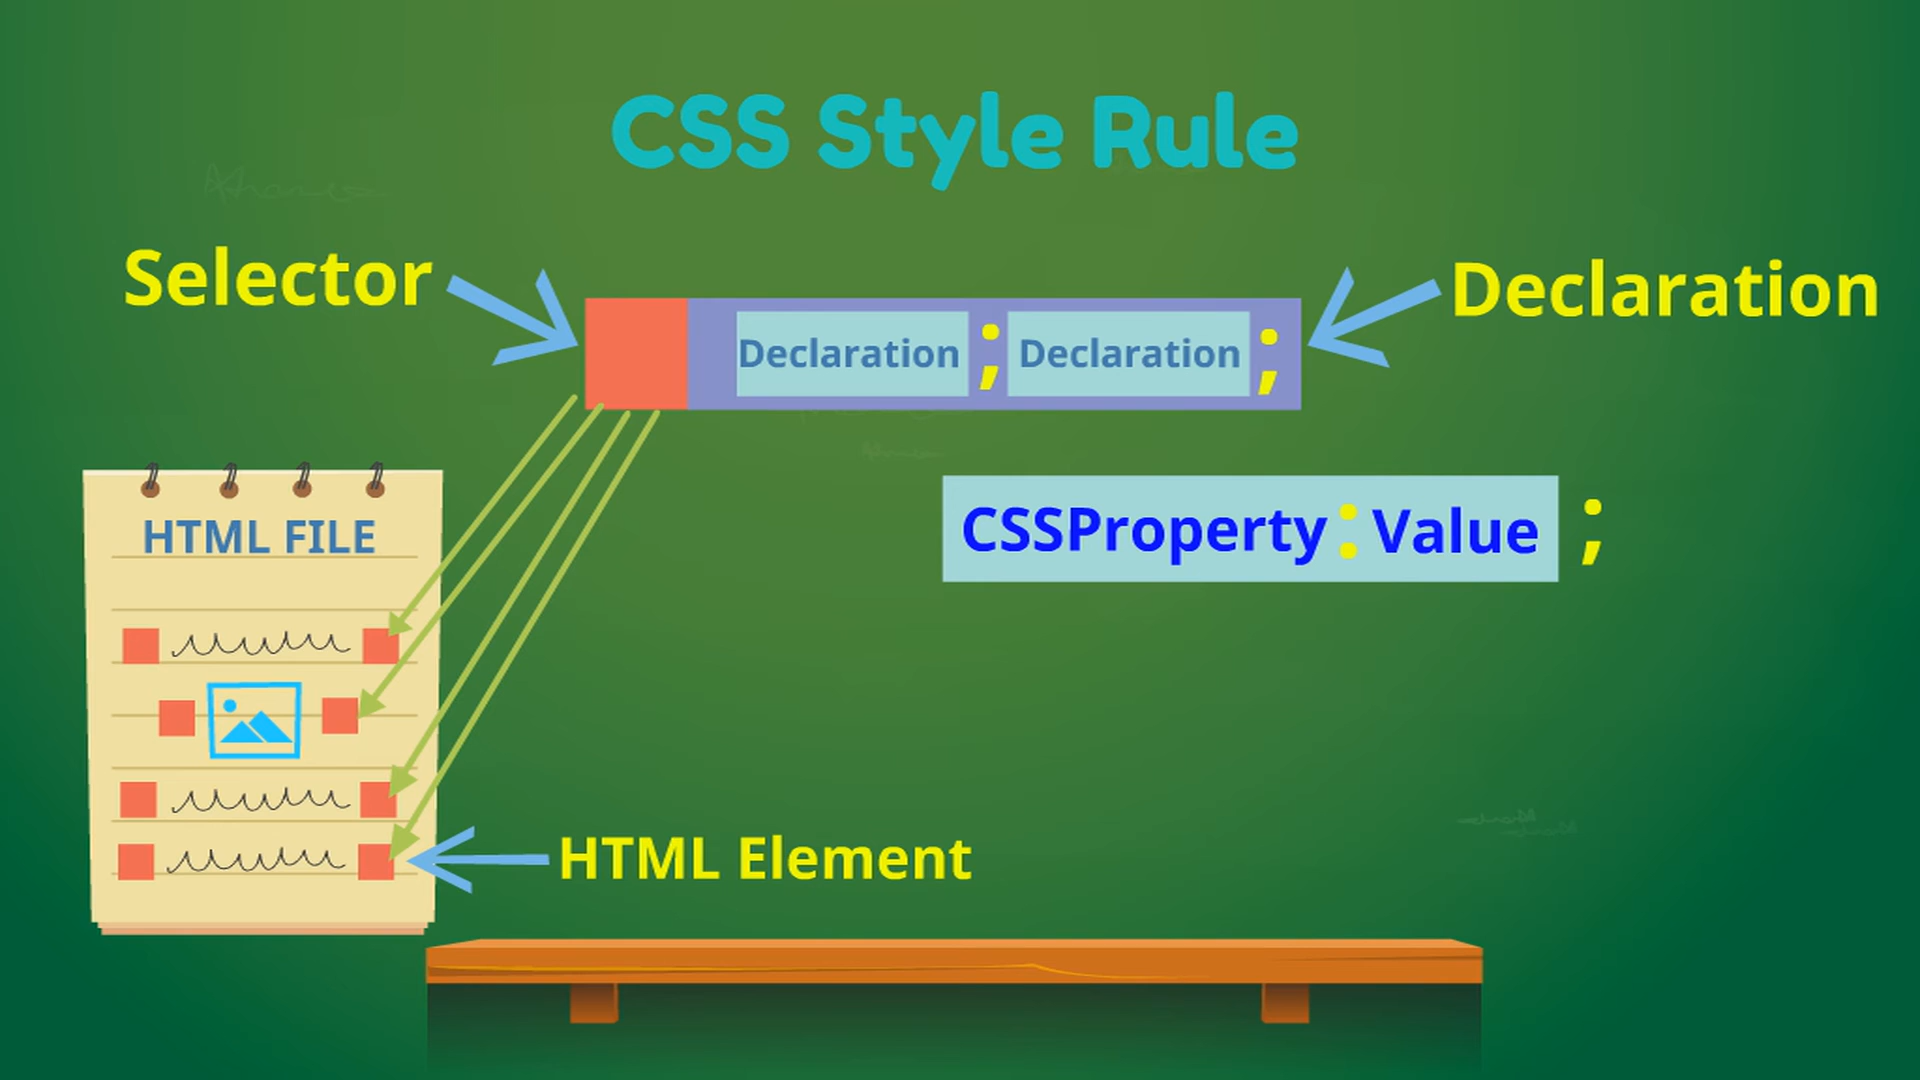 CSS Style Rule
Selector
Declaration
Declaration ; Declaration ;
CSSProperty : Value ;
HTML FILE
HTML Element